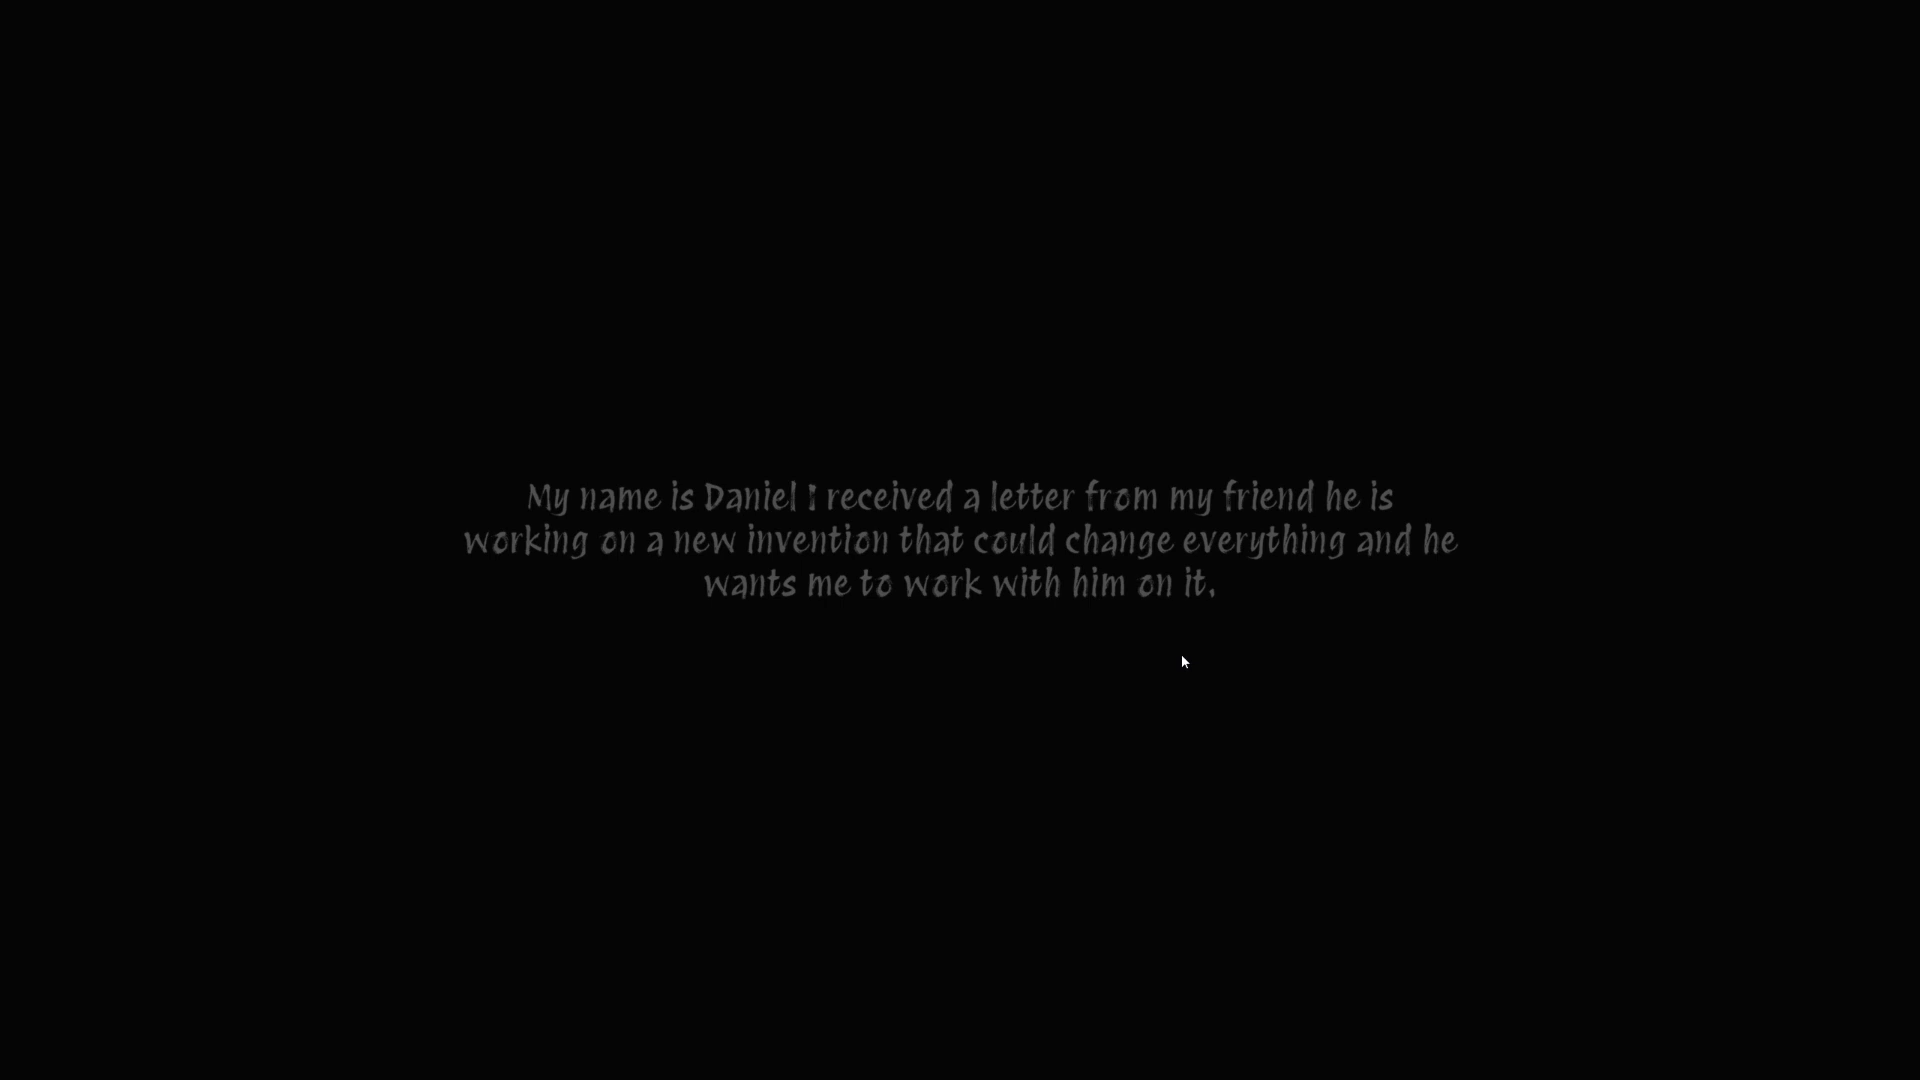 My name is Daniel I received a letter from my friend he is
working on a new invention that could change everything and he
wants me to work with him on it.